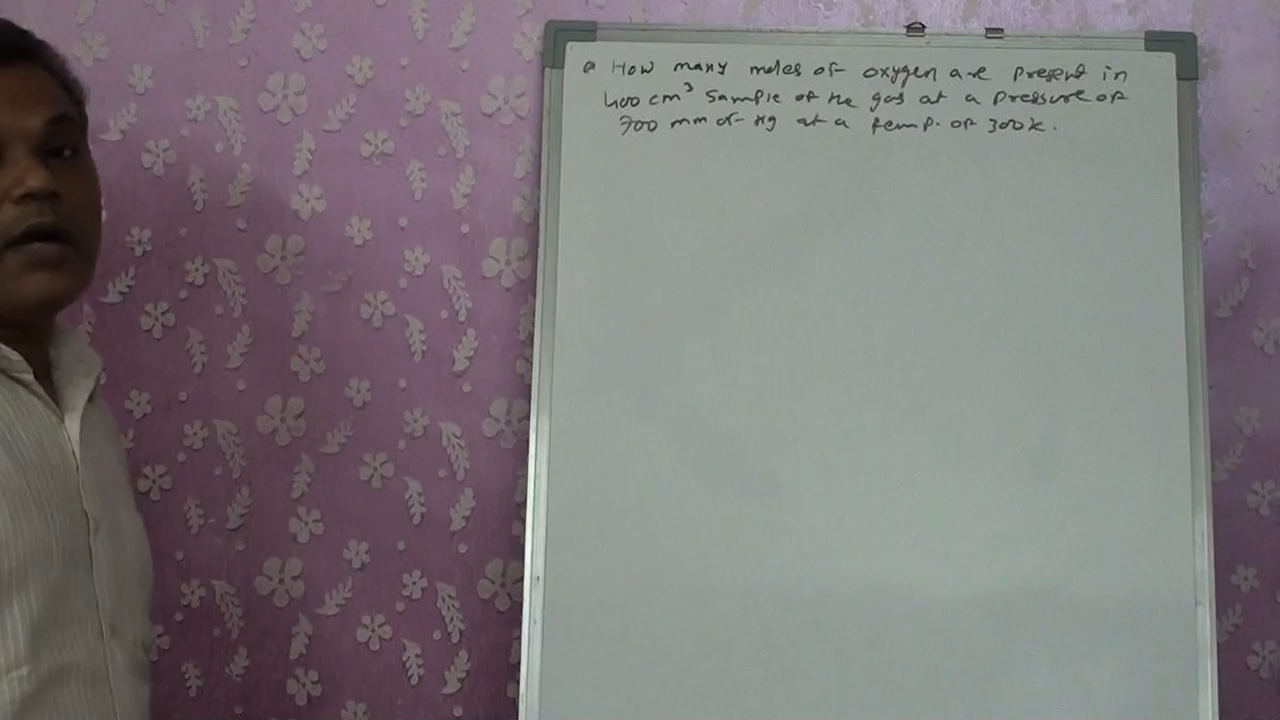 Q How many moles of oxygen are present in
400 cm³ sample of the gas at a pressure of
700 mm of Hg at a temp. of 300k.